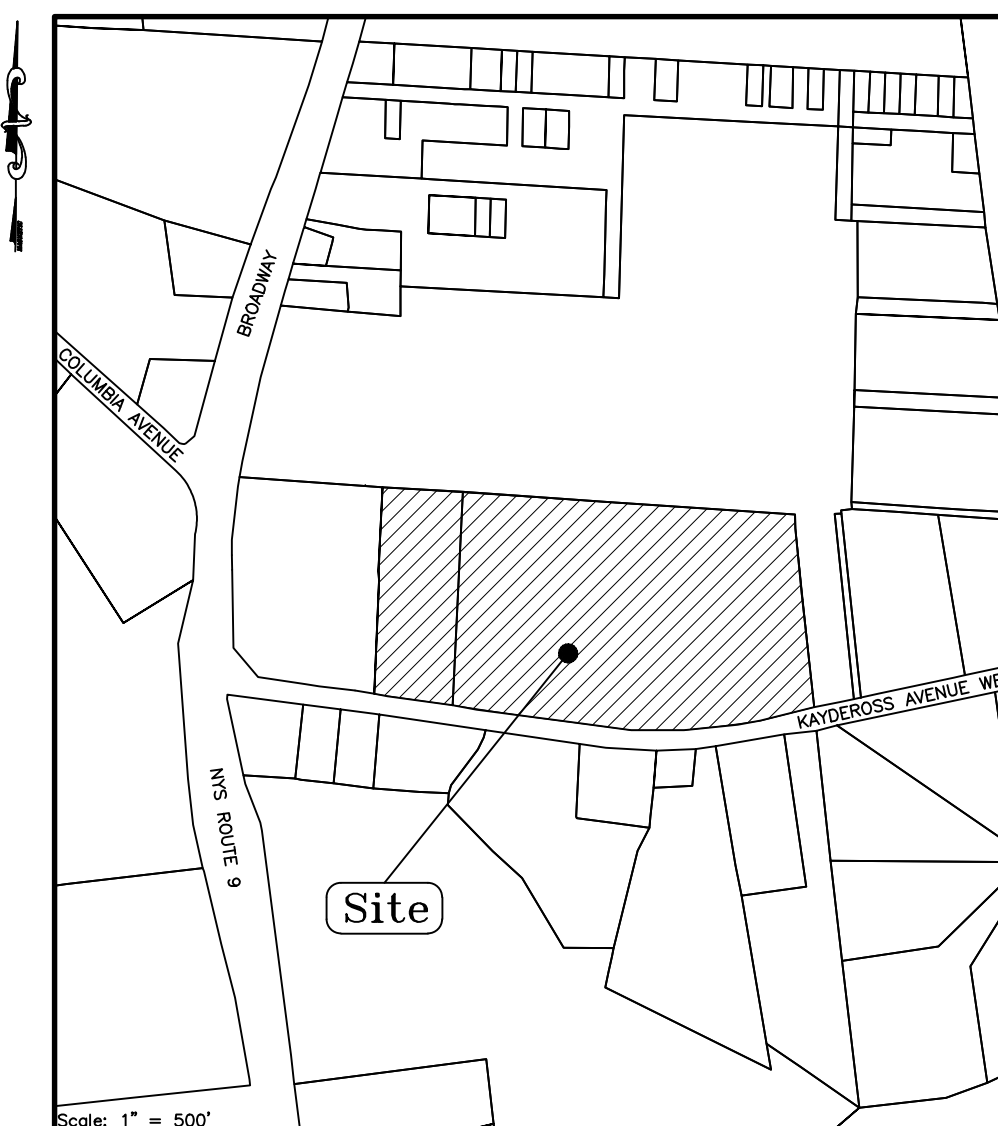 BROADWAY
COLUMBIA AVENUE
KAYDEROSS AVENUE WE
NYS ROUTE 9
Site
Scale: 1" = 500'